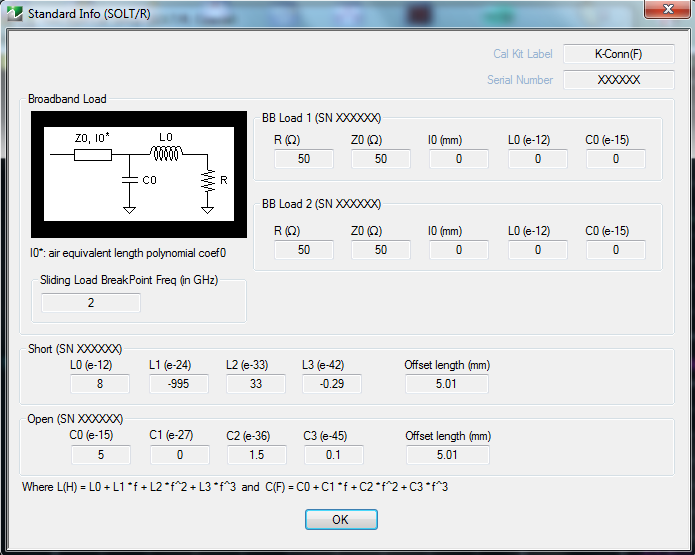 Standard Info (SOLT/R)
Cal Kit Label K-Conn(F)
Serial Number XXXXXX
Broadband Load
Z0, l0* L0
C0 R
l0*: air equivalent length polynomial coef0
BB Load 1 (SN XXXXXX)
R (Ω) Z0 (Ω) l0 (mm) L0 (e-12) C0 (e-15)
50 50 0 0 0
BB Load 2 (SN XXXXXX)
R (Ω) Z0 (Ω) l0 (mm) L0 (e-12) C0 (e-15)
50 50 0 0 0
Sliding Load BreakPoint Freq (in GHz)
2
Short (SN XXXXXX)
L0 (e-12) L1 (e-24) L2 (e-33) L3 (e-42) Offset length (mm)
8 -995 33 -0.29 5.01
Open (SN XXXXXX)
C0 (e-15) C1 (e-27) C2 (e-36) C3 (e-45) Offset length (mm)
5 0 1.5 0.1 5.01
Where L(H) = L0 + L1 * f + L2 * f^2 + L3 * f^3 and C(F) = C0 + C1 * f + C2 * f^2 + C3 * f^3
OK